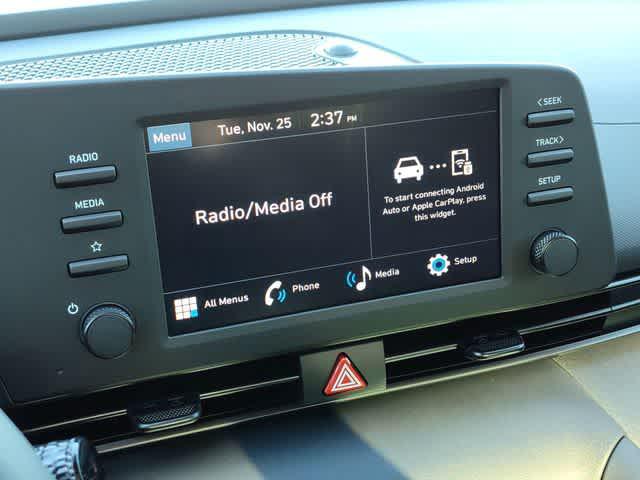 < SEEK
Menu
Tue, Nov. 25 2:37 PM
RADIO
TRACK >
MEDIA
SETUP
Radio/Media Off
To start connecting Android
Auto or Apple CarPlay, press
this widget.
All Menus
Phone
Media
Setup